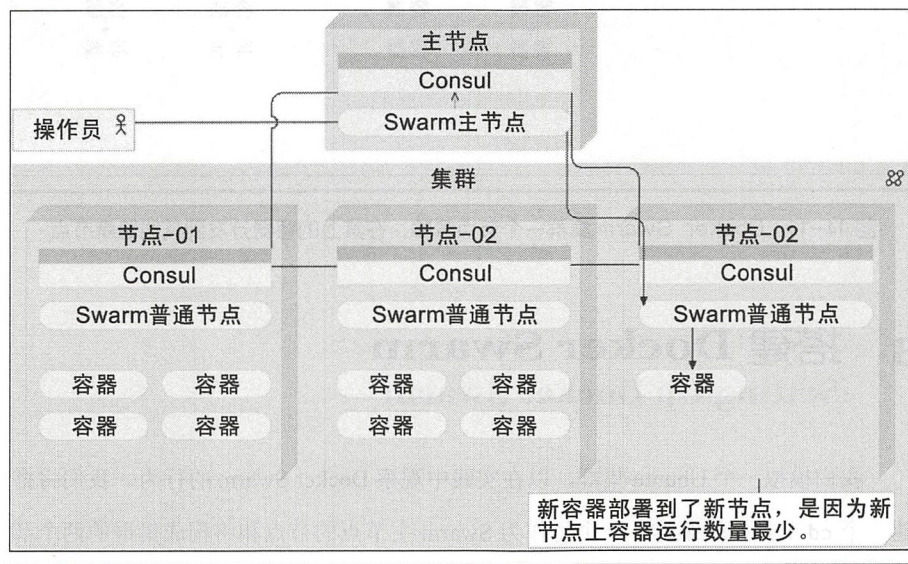 主节点
Consul
Swarm主节点
操作员
集群
节点-01
节点-02
节点-02
Consul
Consul
Consul
Swarm普通节点
Swarm普通节点
Swarm普通节点
容器 容器 容器 容器 容器
容器 容器 容器 容器
搭建 Docker Swarm
新容器部署到了新节点，是因为新
节点上容器运行数量最少。